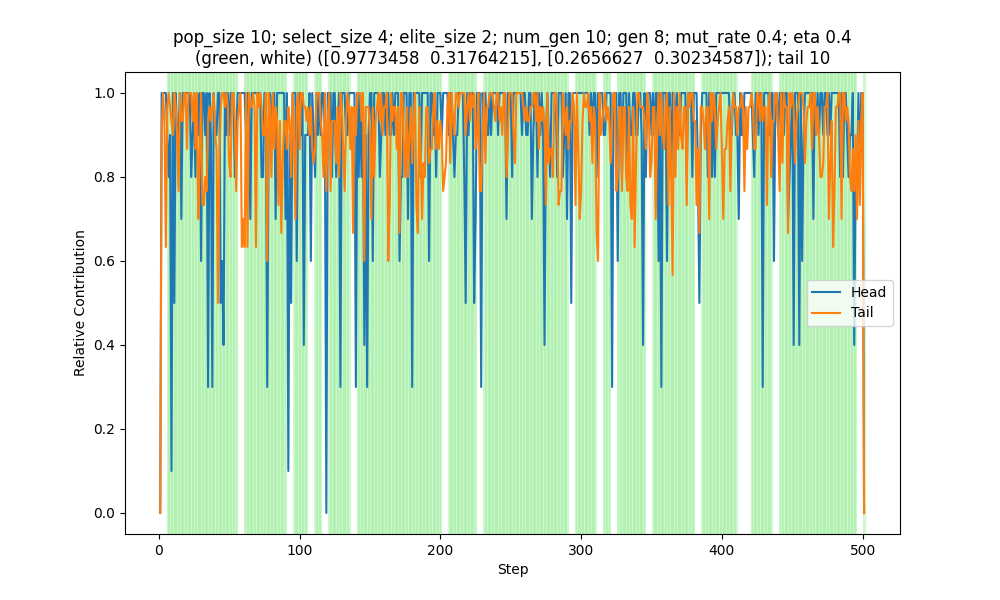 pop_size 10; select_size 4; elite_size 2; num_gen 10; gen 8; mut_rate 0.4; eta 0.4
(green, white) ([0.9773458  0.31764215], [0.2656627  0.30234587]); tail 10
1.0
0.8
0.6
0.4
0.2
0.0
Relative Contribution
Head
Tail
0
100
200
300
400
500
Step